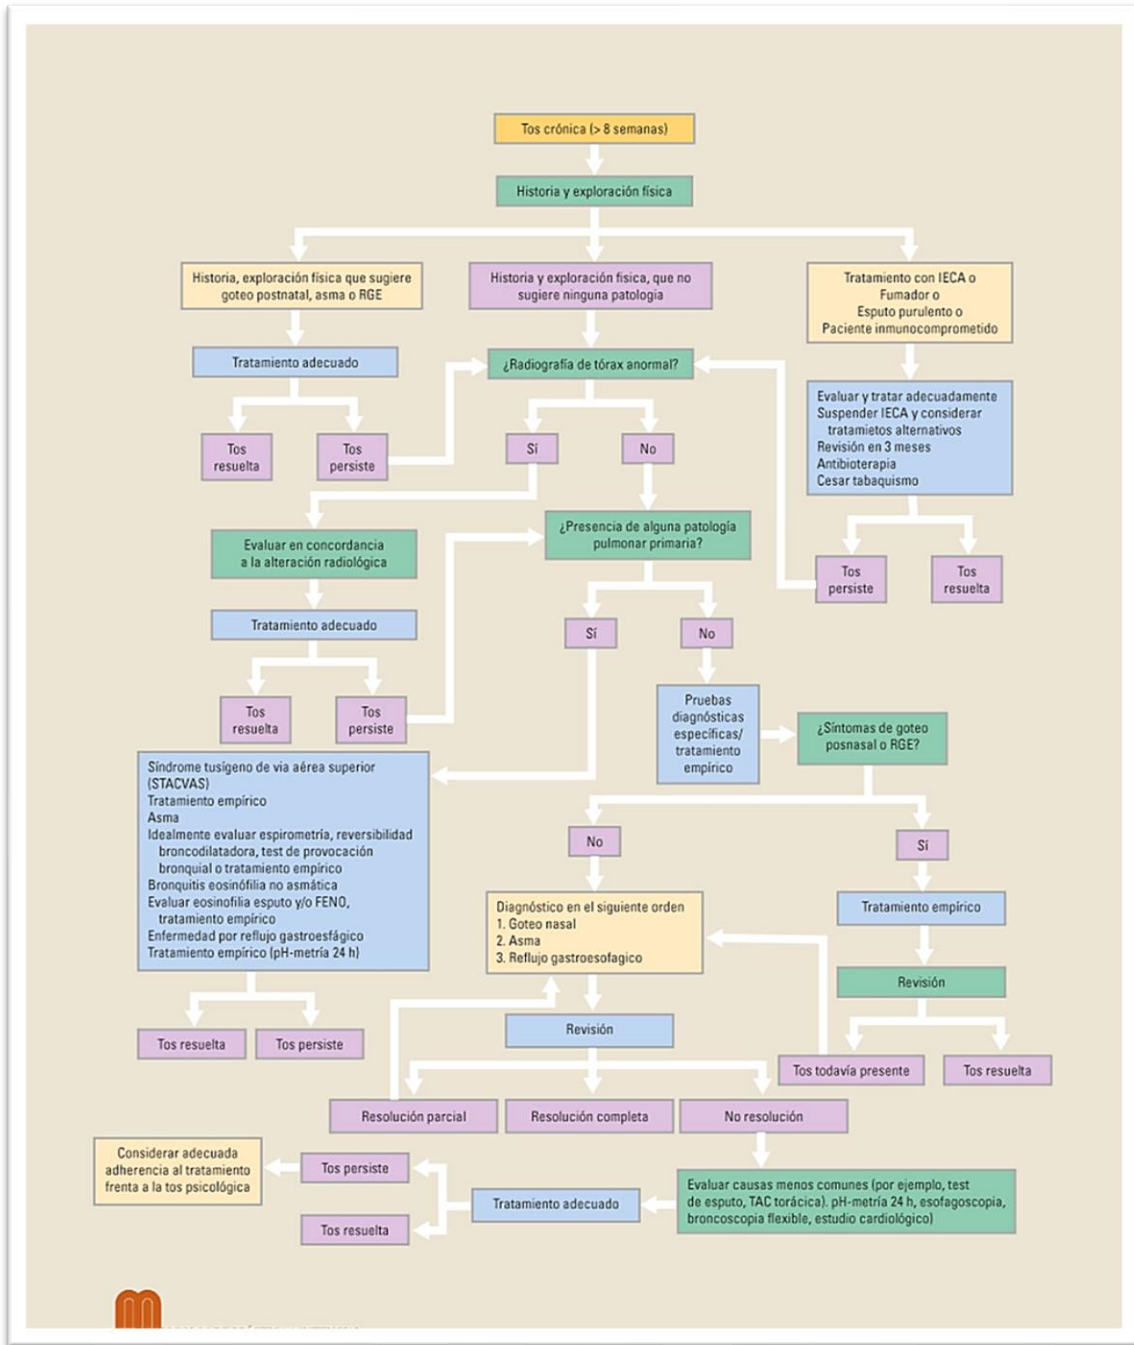 Tos crónica (> 8 semanas)
Historia y exploración física
Historia, exploración física que sugiere
goteo postnatal, asma o RGE
Historia y exploración física, que no
sugiere ninguna patología
Tratamiento con IECA o
Fumador o
Esputo purulento o
Paciente inmunocomprometido
Tratamiento adecuado
¿Radiografía de tórax anormal?
Evaluar y tratar adecuadamente
Suspender IECA y considerar
tratamietos alternativos
Revisión en 3 meses
Antibioterapia
Cesar tabaquismo
Tos
resuelta
Tos
persiste
Sí
No
Evaluar en concordancia
a la alteración radiológica
¿Presencia de alguna patología
pulmonar primaria?
Tos
persiste
Tos
resuelta
Tratamiento adecuado
Sí
No
Tos
resuelta
Tos
persiste
Pruebas
diagnósticas
específicas/
tratamiento
empírico
¿Síntomas de goteo
posnasal o RGE?
Síndrome tusígeno de via aérea superior
(STACVAS)
Tratamiento empírico
Asma
Idealmente evaluar espirometría, reversibilidad
broncodilatadora, test de provocación
bronquial o tratamiento empírico
Bronquitis eosinófilia no asmática
Evaluar eosinofilia esputo y/o FENO,
tratamiento empírico
Enfermedad por reflujo gastroesfágico
Tratamiento empírico (pH-metría 24 h)
No
Sí
Diagnóstico en el siguiente orden
1. Goteo nasal
2. Asma
3. Reflujo gastroesofagico
Tratamiento empírico
Revisión
Revisión
Tos resuelta
Tos persiste
Tos todavía presente
Tos resuelta
Resolución parcial
Resolución completa
No resolución
Considerar adecuada
adherencia al tratamiento
frente a la tos psicológica
Tos persiste
Tratamiento adecuado
Evaluar causas menos comunes (por ejemplo, test
de esputo, TAC torácica). pH-metría 24 h, esofagoscopia,
broncoscopia flexible, estudio cardiológico)
Tos resuelta